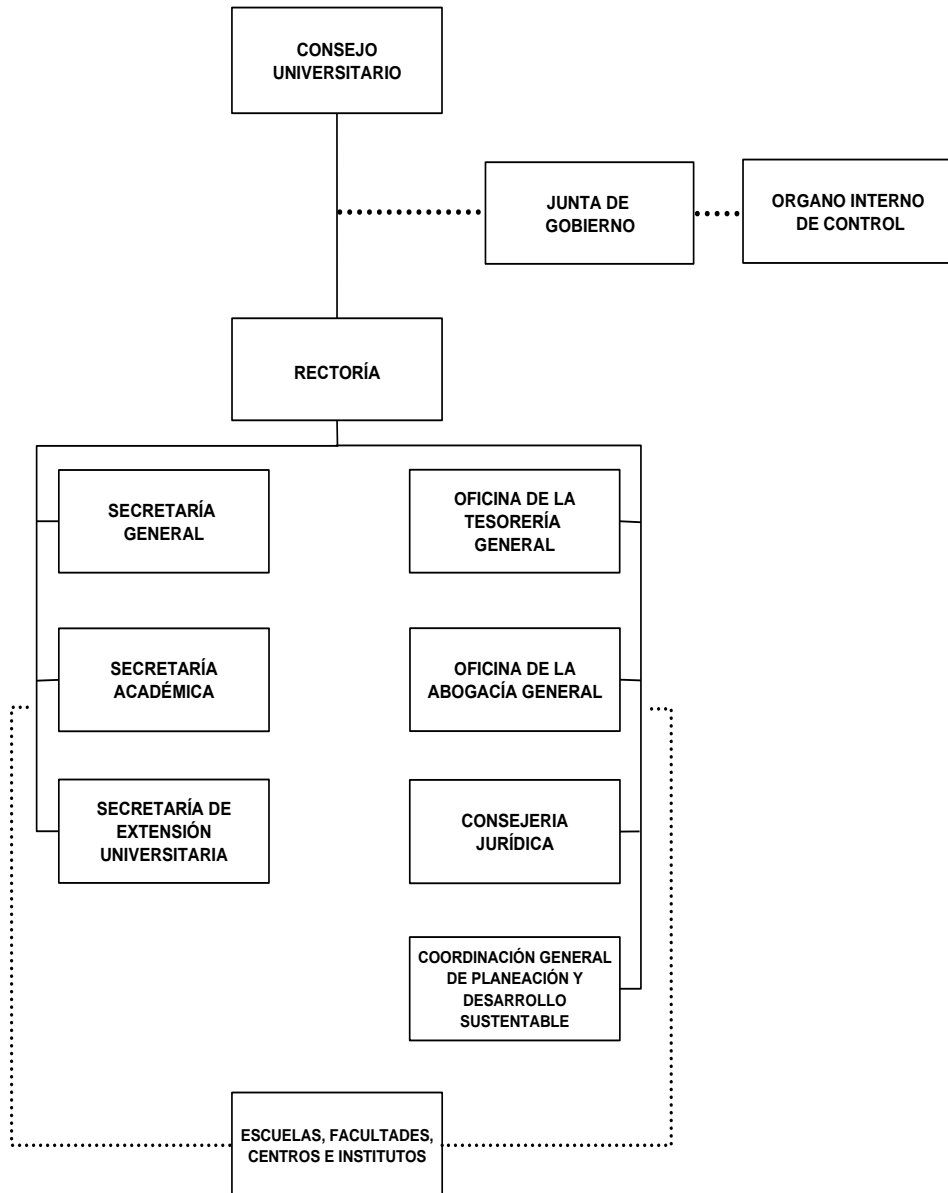 CONSEJO
UNIVERSITARIO
JUNTA DE
GOBIERNO
ORGANO INTERNO
DE CONTROL
RECTORÍA
SECRETARÍA
GENERAL
OFICINA DE LA
TESORERÍA
GENERAL
SECRETARÍA
ACADÉMICA
OFICINA DE LA
ABOGACÍA GENERAL
SECRETARÍA DE
EXTENSIÓN
UNIVERSITARIA
CONSEJERIA
JURÍDICA
COORDINACIÓN GENERAL
DE PLANEACIÓN Y
DESARROLLO
SUSTENTABLE
ESCUELAS, FACULTADES,
CENTROS E INSTITUTOS